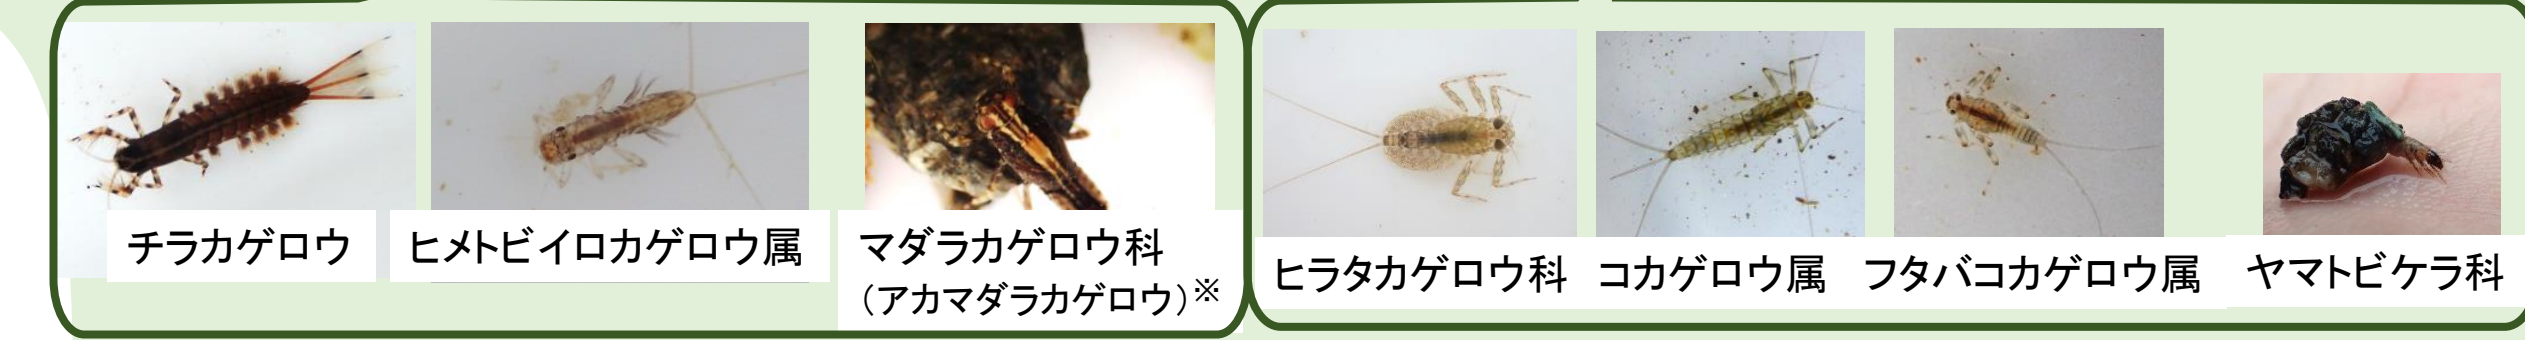 チラカゲロウ
ヒメトビイロカゲロウ属
マダラカゲロウ科
（アカマダラカゲロウ）※
ヒラタカゲロウ科
コカゲロウ属
フタバコカゲロウ属
ヤマトビケラ科